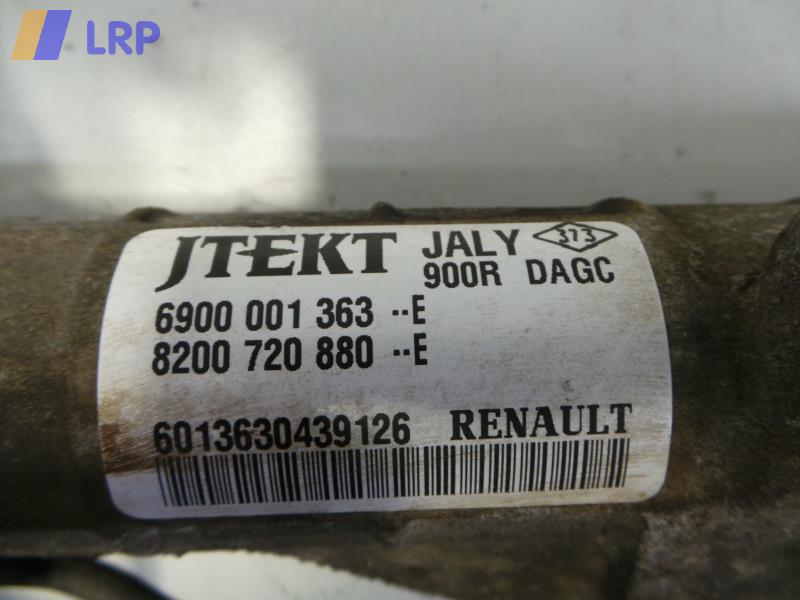 LRP
JTEKT JALY 373
900R DAGC
6900 001 363 --E
8200 720 880 --E
6013630439126 RENAULT